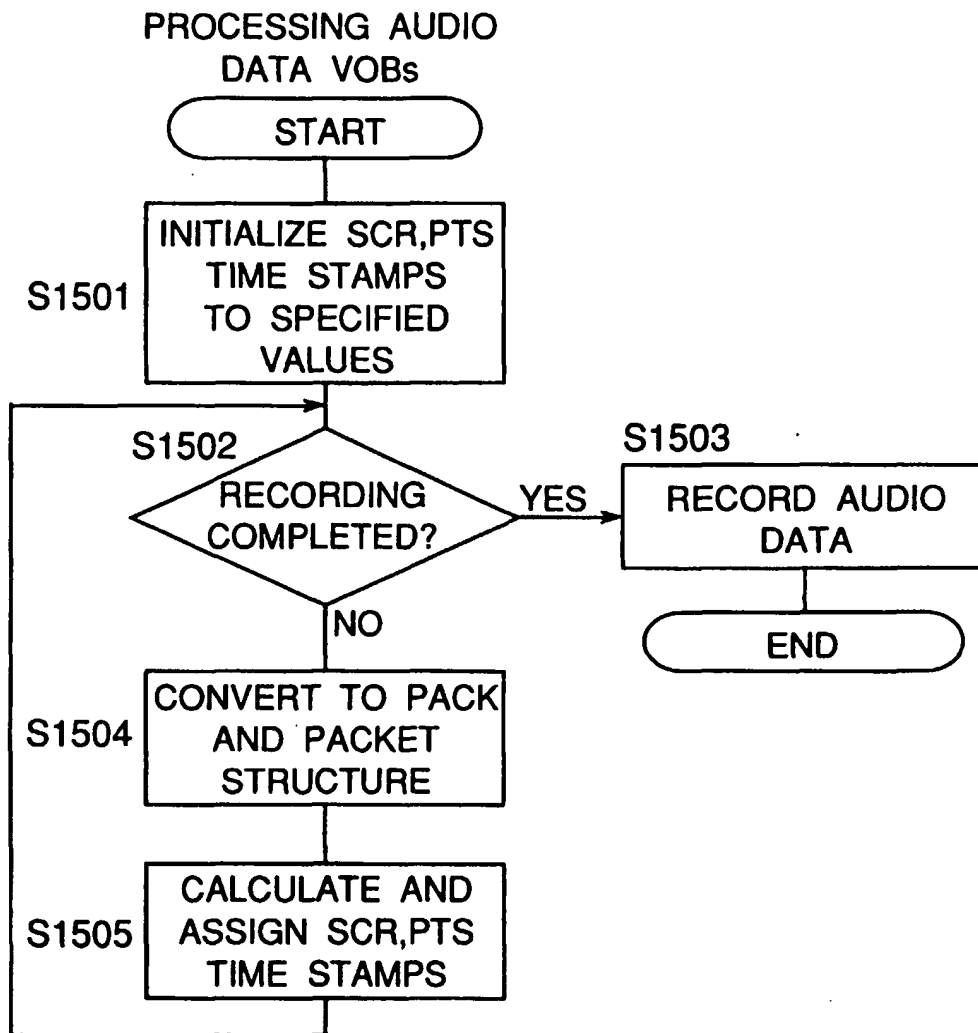 PROCESSING AUDIO
DATA VOBs
START
S1501
INITIALIZE SCR,PTS
TIME STAMPS
TO SPECIFIED
VALUES
S1502
RECORDING
COMPLETED?
YES
S1503
RECORD AUDIO
DATA
END
NO
S1504
CONVERT TO PACK
AND PACKET
STRUCTURE
S1505
CALCULATE AND
ASSIGN SCR,PTS
TIME STAMPS